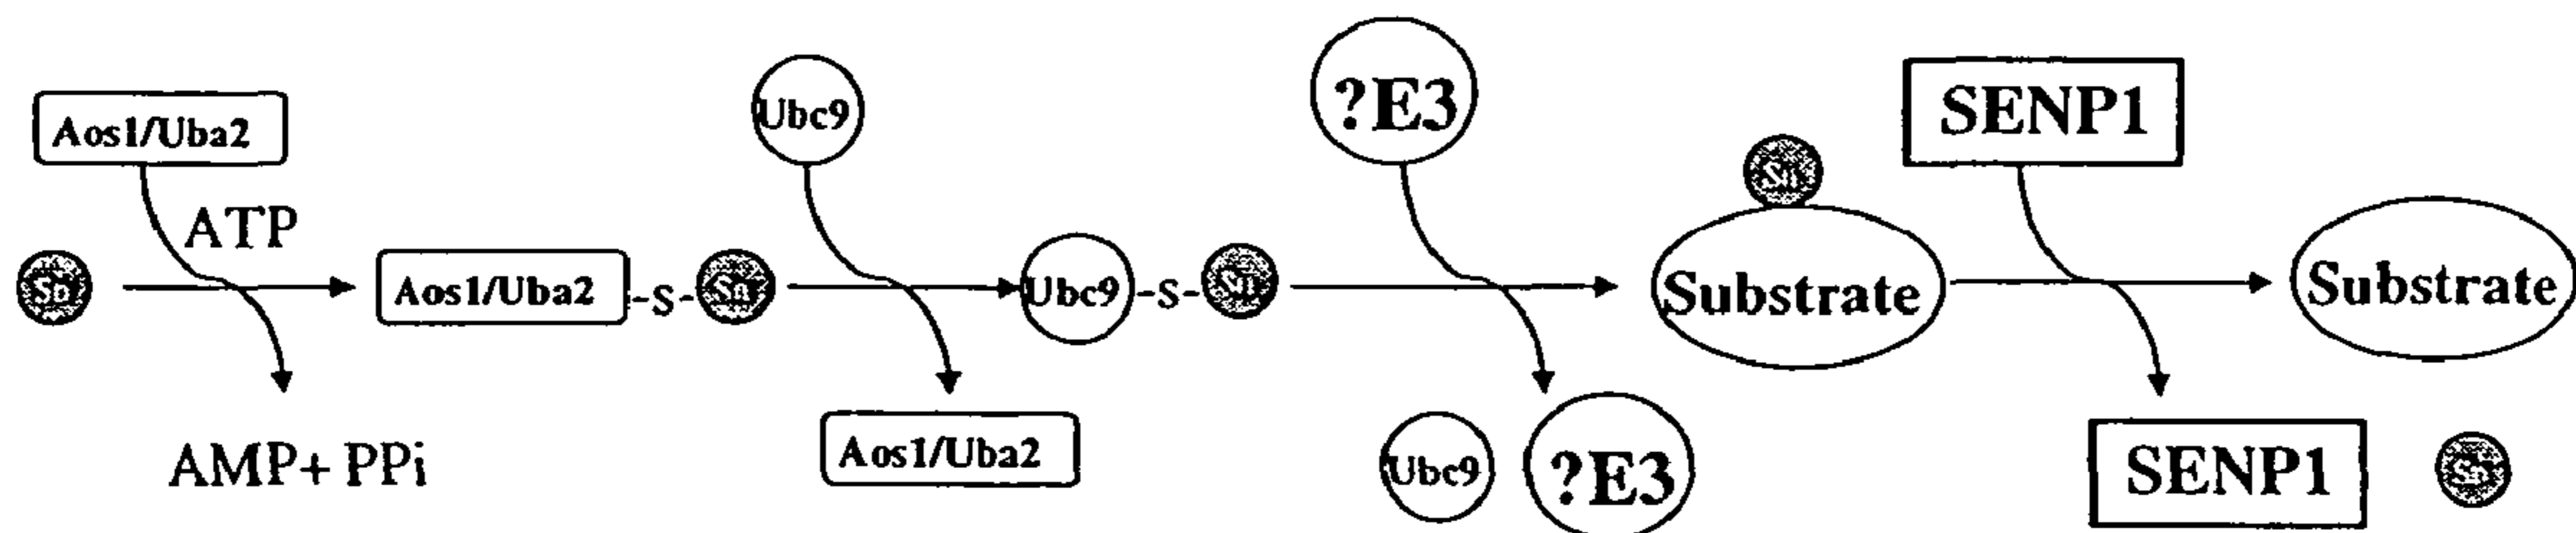 Aos1/Uba2
ATP
AMP+ PPi
Aos1/Uba2 -S-
Ubc9
Aos1/Uba2
Ubc9 -S-
?E3
Ubc9
?E3
Substrate
SENP1
SENP1
Substrate